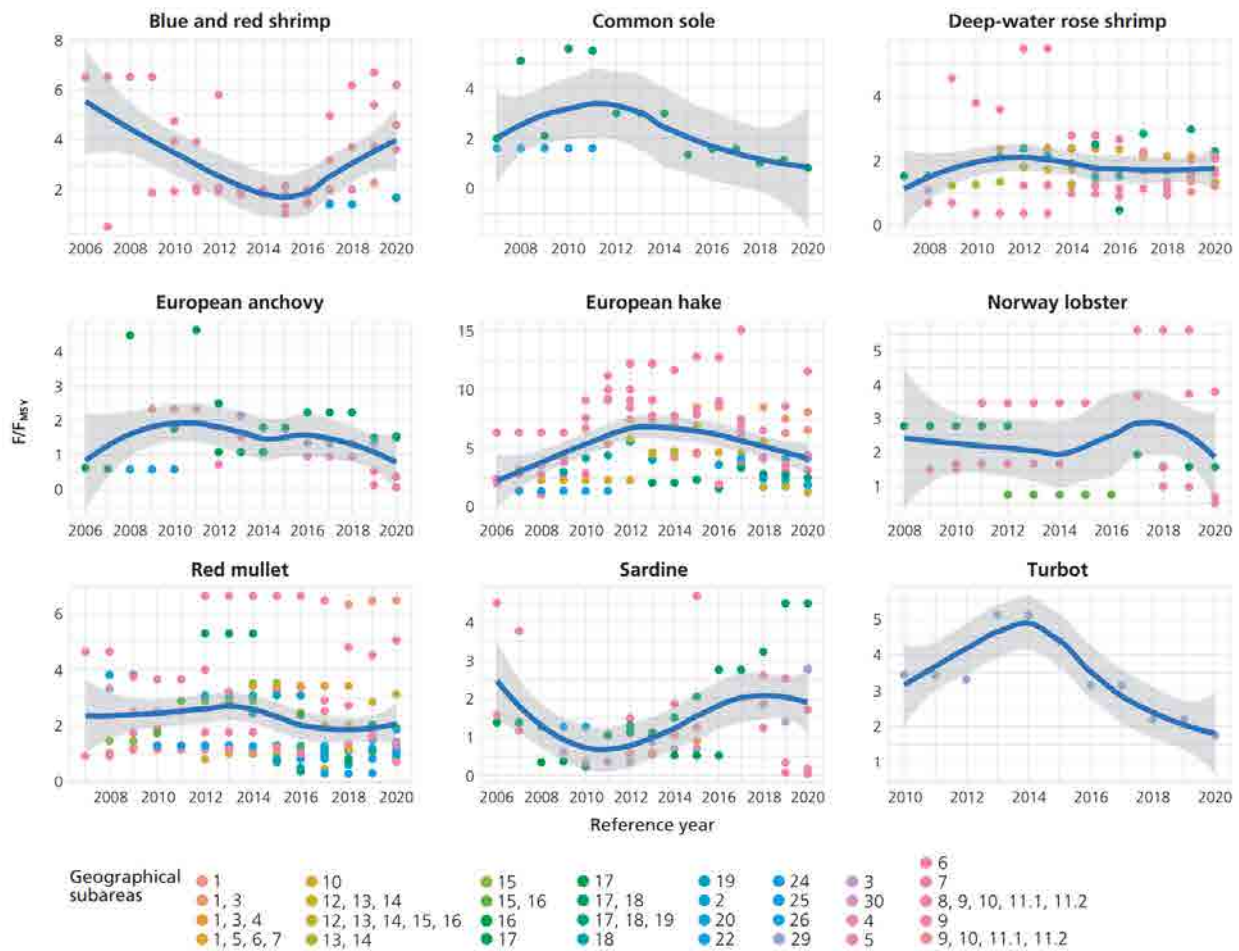 Blue and red shrimp
Common sole
Deep-water rose shrimp
8
6
4
2
2006 2008 2010 2012 2014 2016 2018 2020
4
2
0
2008 2010 2012 2014 2016 2018 2020
4
2
0
2008 2010 2012 2014 2016 2018 2020
European anchovy
European hake
Norway lobster
F/FMSY
4
3
2
1
0
2006 2008 2010 2012 2014 2016 2018 2020
15
10
5
0
2006 2008 2010 2012 2014 2016 2018 2020
5
4
3
2
1
2008 2010 2012 2014 2016 2018 2020
Red mullet
Sardine
Turbot
6
4
2
0
2008 2010 2012 2014 2016 2018 2020
4
3
2
1
0
2006 2008 2010 2012 2014 2016 2018 2020
5
4
3
2
1
2010 2012 2014 2016 2018 2020
Reference year
Geographical
subareas
1
1, 3
1, 3, 4
1, 5, 6, 7
10
12, 13, 14
12, 13, 14, 15, 16
13, 14
15
15, 16
16
17
17
17, 18
17, 18, 19
18
19
2
20
22
24
25
26
29
3
30
4
5
6
7
8, 9, 10, 11.1, 11.2
9
9, 10, 11.1, 11.2